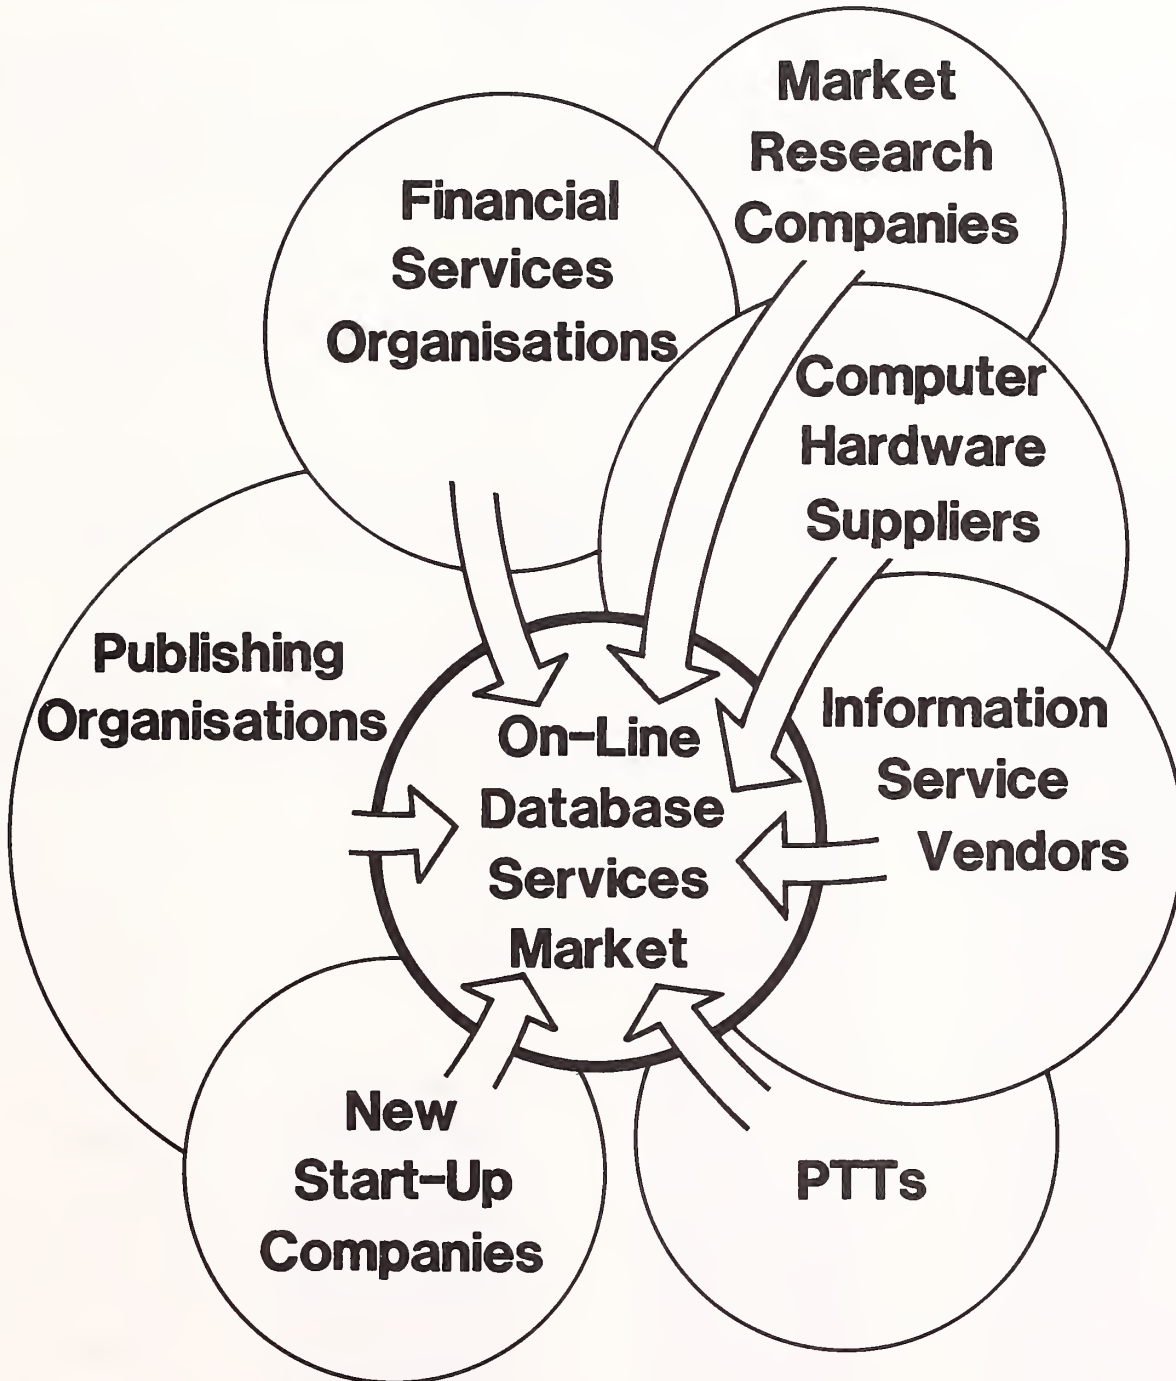 Market
Research
Companies
Financial
Services
Organisations
Computer
Hardware
Suppliers
Publishing
Organisations
Information
Service
Vendors
On-Line
Database
Services
Market
New
Start-Up
Companies
PTTs